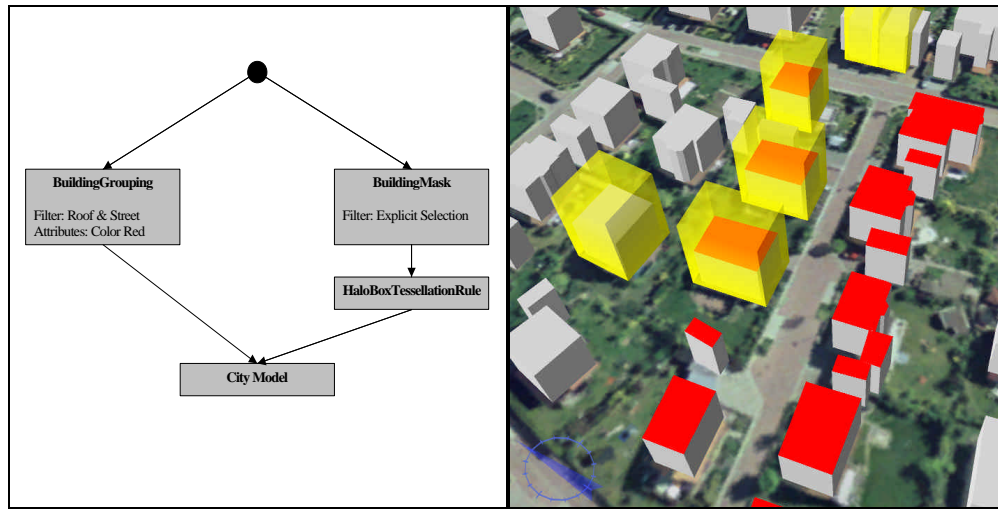 BuildingGrouping
Filter: Roof & Street
Attributes: Color Red
BuildingMask
Filter: Explicit Selection
HaloBoxTessellationRule
City Model